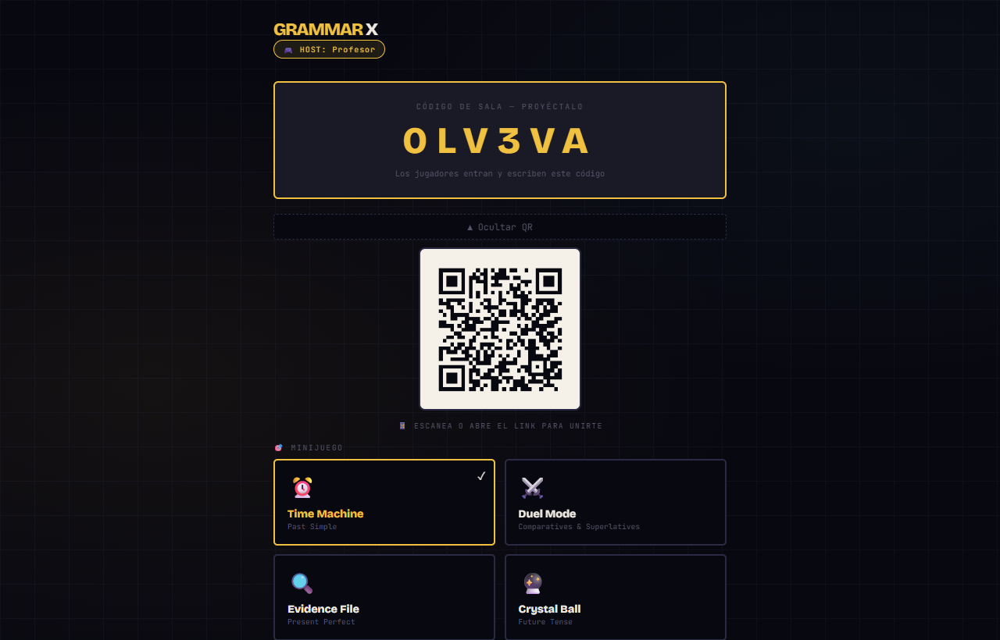 GRAMMAR X
🎮 HOST: Profesor
CÓDIGO DE SALA — PROYÉCTALO
OLV3VA
Los jugadores entran y escriben este código
▲ Ocultar QR
ESCANEA O ABRE EL LINK PARA UNIRTE
🎯 MINIJUEGO
✓
Time Machine
Past Simple
Duel Mode
Comparatives & Superlatives
Evidence File
Present Perfect
Crystal Ball
Future Tense